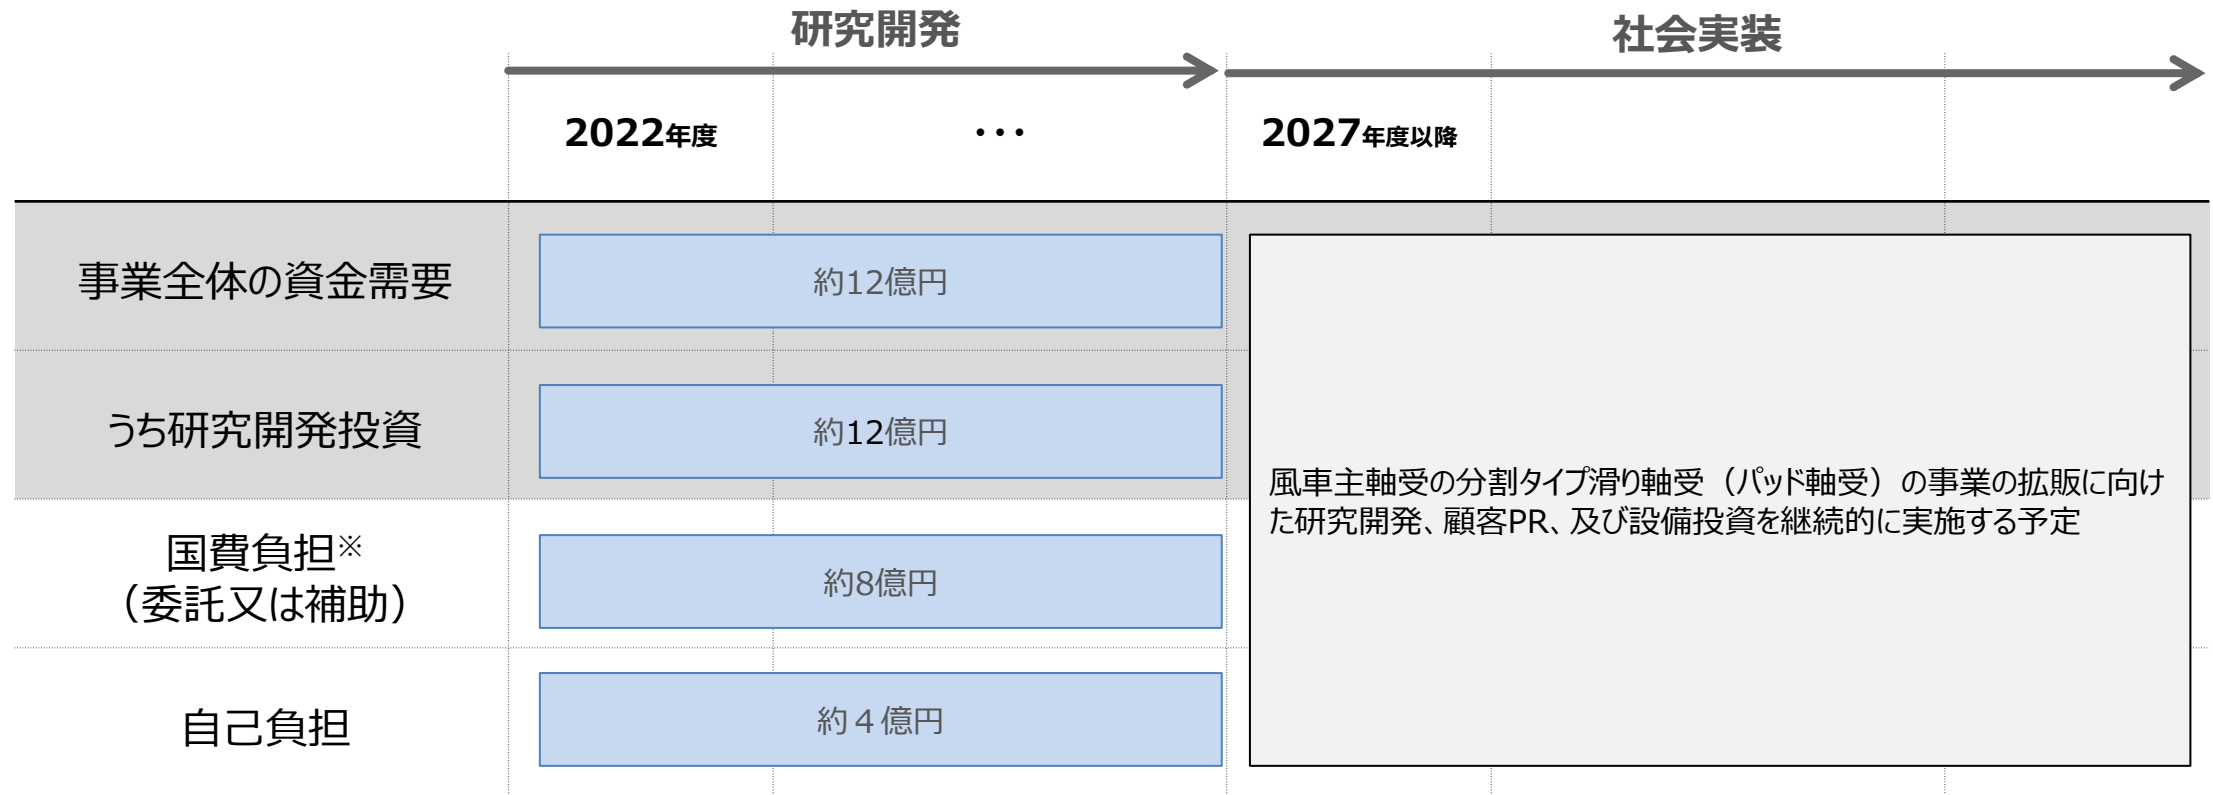 研究開発
社会実装
2022年度
・・・
2027年度以降
事業全体の資金需要
約12億円
うち研究開発投資
約12億円
国費負担※
（委託又は補助）
約8億円
自己負担
約４億円
風車主軸受の分割タイプ滑り軸受（パッド軸受）の事業の拡販に向け
た研究開発、顧客PR、及び設備投資を継続的に実施する予定